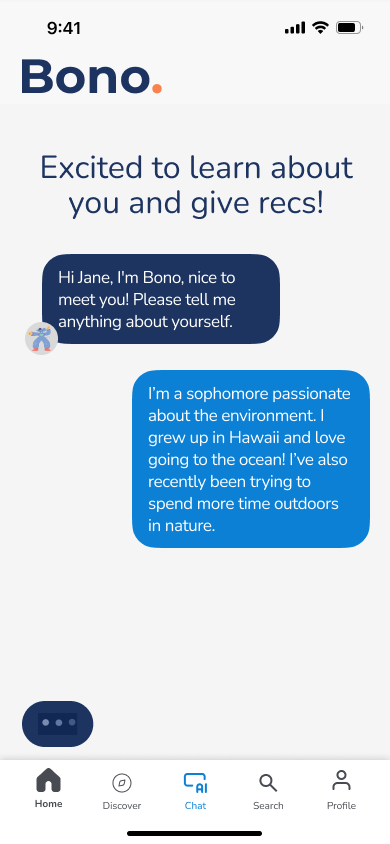 9:41
Bono.
Excited to learn about
you and give recs!
Hi Jane, I'm Bono, nice to
meet you! Please tell me
anything about yourself.
I’m a sophomore passionate
about the environment. I
grew up in Hawaii and love
going to the ocean! I’ve also
recently been trying to
spend more time outdoors
in nature.
AI
Home
Discover
Chat
Search
Profile